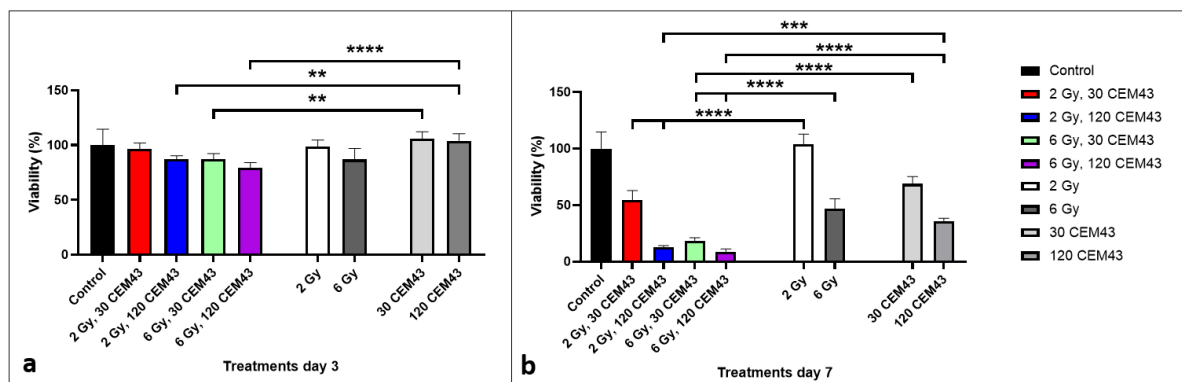 ****
**
**
150
100
50
0
Viability (%)
Control
2 Gy, 30 CEM43
2 Gy, 120 CEM43
6 Gy, 30 CEM43
6 Gy, 120 CEM43
2 Gy
6 Gy
30 CEM43
120 CEM43
a
Treatments day 3
***
****
****
****
****
150
100
50
0
Viability (%)
Control
2 Gy, 30 CEM43
2 Gy, 120 CEM43
6 Gy, 30 CEM43
6 Gy, 120 CEM43
2 Gy
6 Gy
30 CEM43
120 CEM43
b
Treatments day 7
Control
2 Gy, 30 CEM43
2 Gy, 120 CEM43
6 Gy, 30 CEM43
6 Gy, 120 CEM43
2 Gy
6 Gy
30 CEM43
120 CEM43